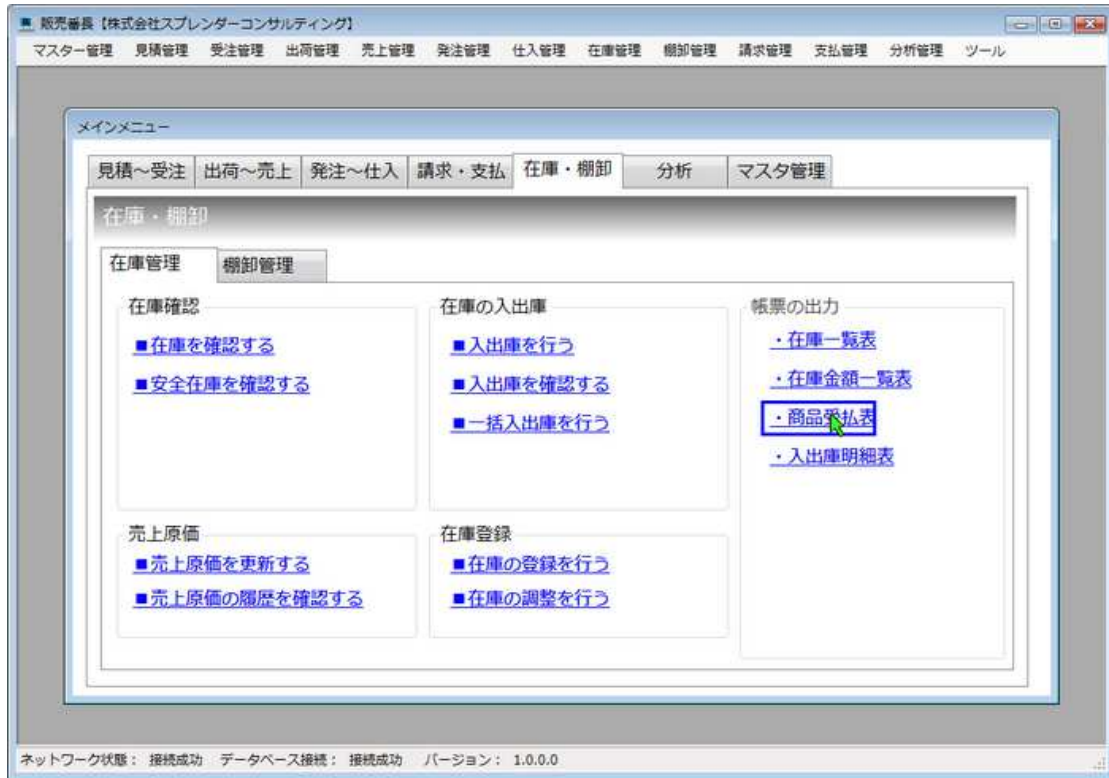 販売番長【株式会社スプレンダーコンサルティング】
マスター管理 見積管理 受注管理 出荷管理 売上管理 発注管理 仕入管理 在庫管理 棚卸管理 請求管理 支払管理 分析管理 ツール
メインメニュー
見積～受注 出荷～売上 発注～仕入 請求・支払 在庫・棚卸 分析 マスタ管理
在庫・棚卸
在庫管理 棚卸管理
在庫確認
■在庫を確認する
■安全在庫を確認する
在庫の入出庫
■入出庫を行う
■入出庫を確認する
■一括入出庫を行う
帳票の出力
・在庫一覧表
・在庫金額一覧表
・商品受払表
・入出庫明細表
売上原価
■売上原価を更新する
■売上原価の履歴を確認する
在庫登録
■在庫の登録を行う
■在庫の調整を行う
ネットワーク状態： 接続成功 データベース接続： 接続成功 バージョン： 1.0.0.0